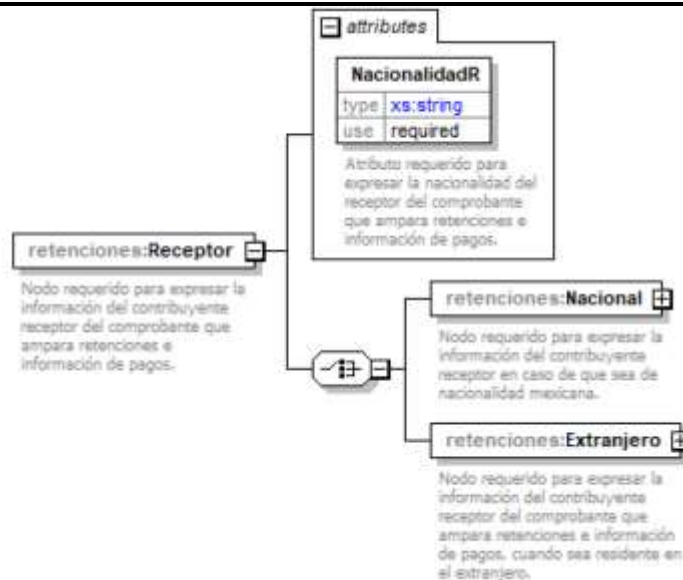 attributes
NacionalidadR
type xs:string
use required
Atributo requerido para
expresar la nacionalidad del
receptor del comprobante
que ampara retenciones e
información de pagos.
retenciones:Receptor
Nodo requerido para expresar la
información del contribuyente
receptor del comprobante que
ampara retenciones e
información de pagos.
retenciones:Nacional
Nodo requerido para expresar la
información del contribuyente
receptor en caso de que sea de
nacionalidad mexicana.
retenciones:Extranjero
Nodo requerido para expresar la
información del contribuyente
receptor del comprobante que
ampara retenciones e información
de pagos, cuando sea residente en
el extranjero.